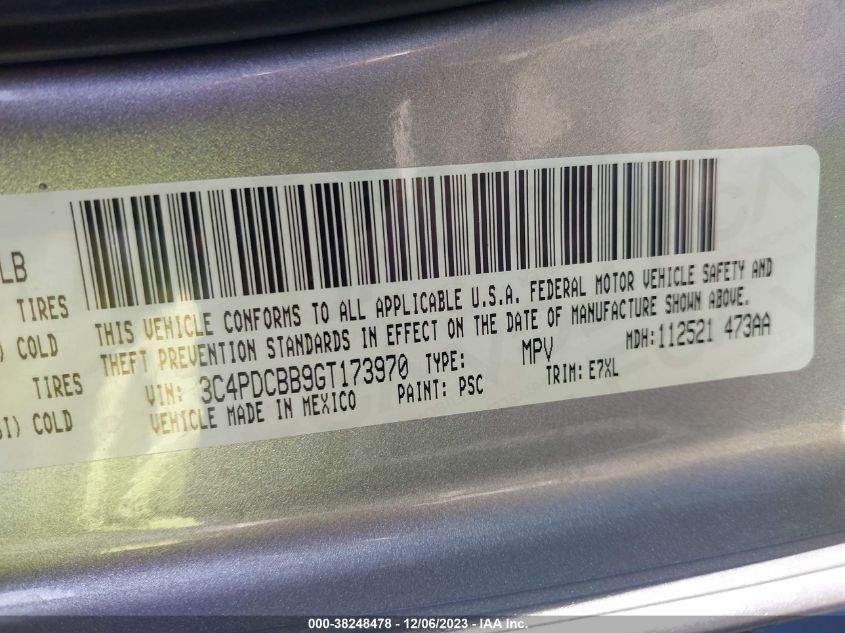 LB
TIRES
) COLD
TIRES
SI) COLD
THIS VEHICLE CONFORMS TO ALL APPLICABLE U.S.A. FEDERAL MOTOR VEHICLE SAFETY AND
THEFT PREVENTION STANDARDS IN EFFECT ON THE DATE OF MANUFACTURE SHOWN ABOVE.
VIN: 3C4PDCBB9GT173970 TYPE: MPV MDH:112521 473AA
VEHICLE MADE IN MEXICO PAINT: PSC TRIM: E7XL
000-38248478 - 12/06/2023 - IAA Inc.